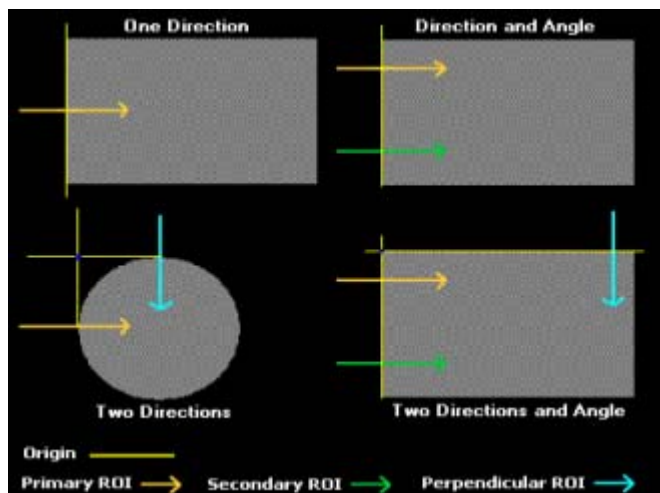 One Direction
Direction and Angle
Two Directions
Two Directions and Angle
Origin
Primary ROI
Secondary ROI
Perpendicular ROI